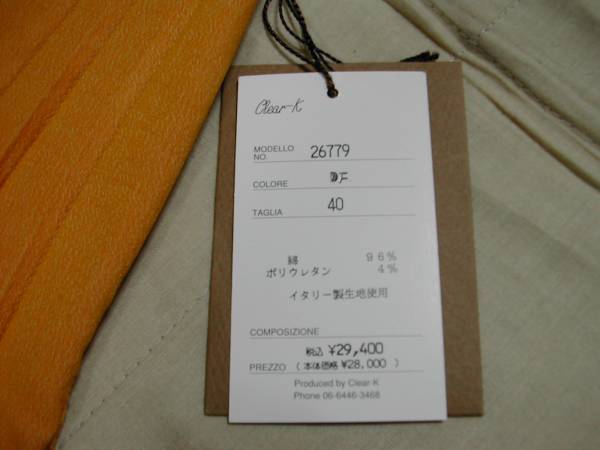 Clear-K
MODELLO NO. 26779
COLORE
TAGLIA 40
綿 96%
ポリウレタン 4%
イタリー製生地使用
COMPOSIZIONE
税込 ¥29,400
PREZZO (本体価格 ¥28,000)
Produced by Clear-K
Phone 06-6446-3468